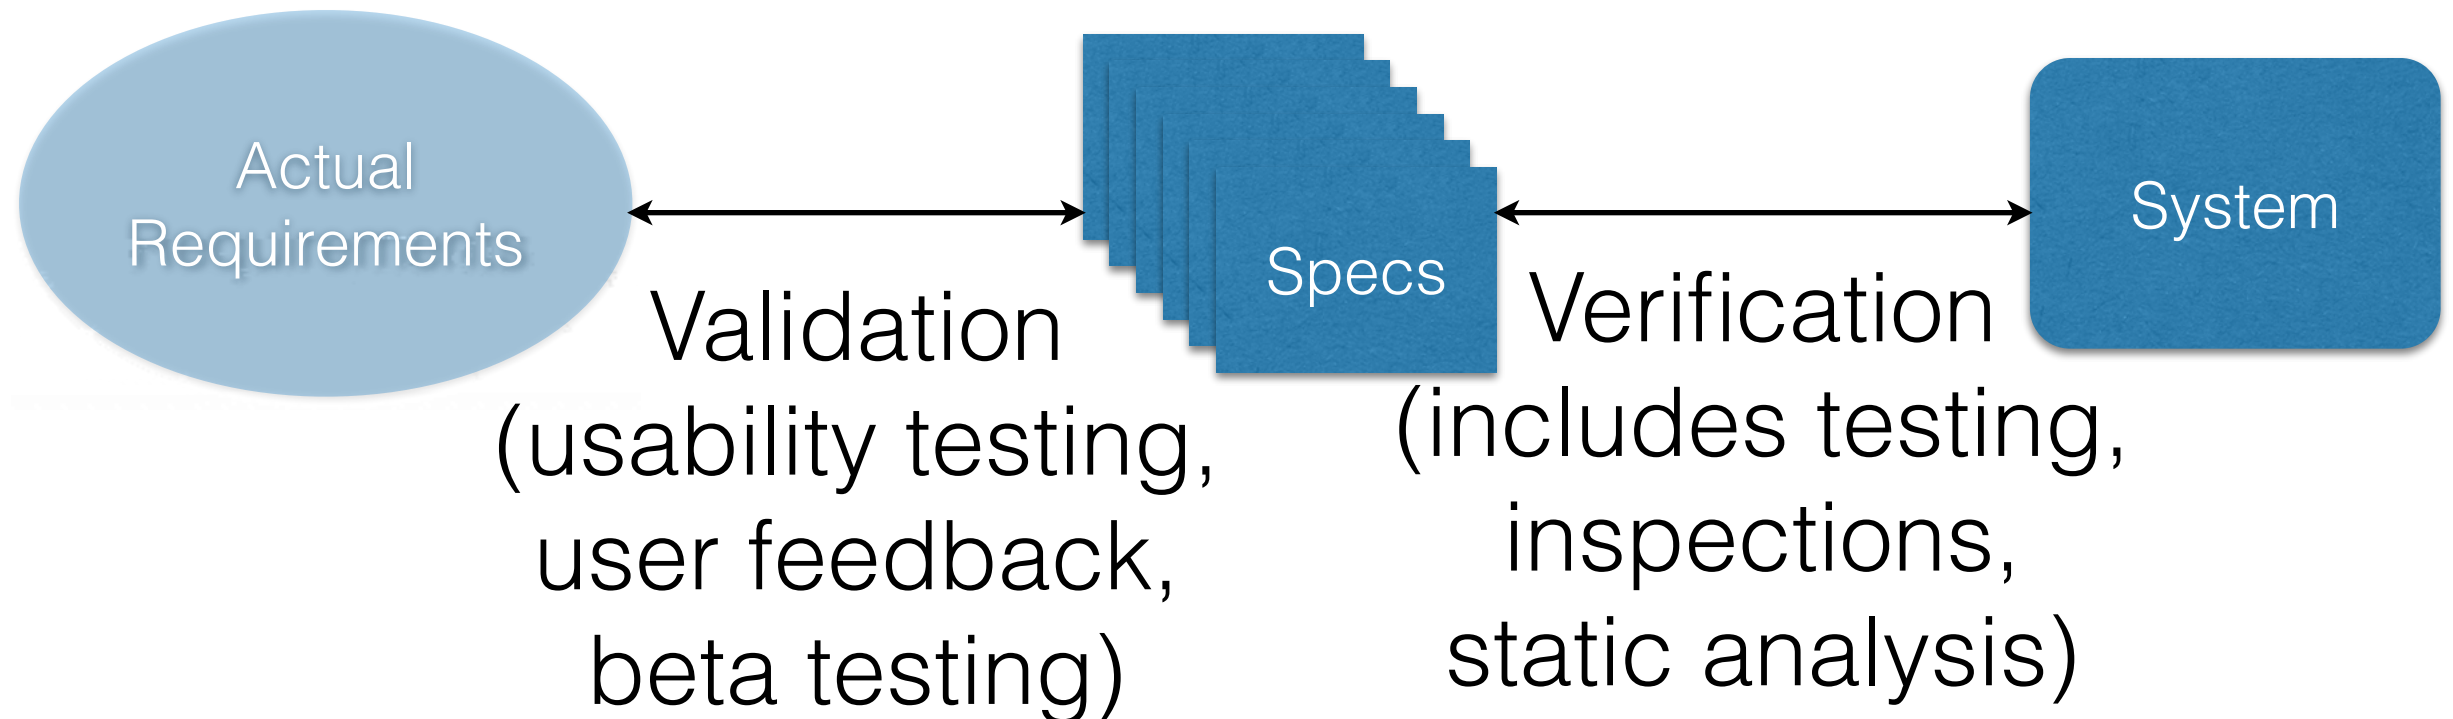 Actual
Requirements
Specs
System
Validation
(usability testing,
user feedback,
beta testing)
Verification
(includes testing,
inspections,
static analysis)